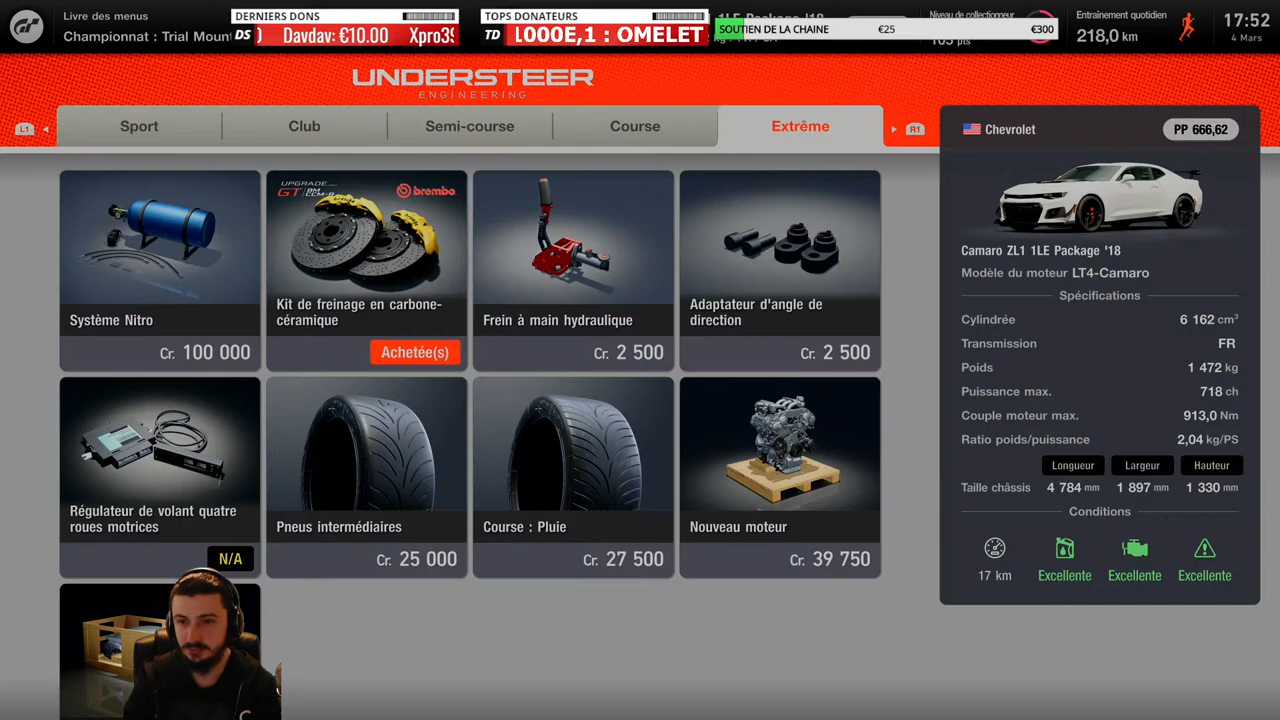 Livre des menus
Championnat : Trial Moun
DERNIERS DONS
DS
Davdav: €10.00 Xpro39
TOPS DONATEURS
TD
1000E,1 : OMELET
SOUTIEN DE LA CHAINE
€25
€300
Niveau de collectionneur
105 pts
Entraînement quotidien
218,0 km
17:52
4 Mars
UNDERSTEER
ENGINEERING
L1
Sport
Club
Semi-course
Course
Extrême
R1
UPGRADE
GT BM CCM-R
brembo
Système Nitro
Cr. 100 000
Kit de freinage en carbone-
céramique
Achetée(s)
Frein à main hydraulique
Cr. 2 500
Adaptateur d'angle de
direction
Cr. 2 500
Régulateur de volant quatre
roues motrices
N/A
Pneus intermédiaires
Cr. 25 000
Course : Pluie
Cr. 27 500
Nouveau moteur
Cr. 39 750
Chevrolet
PP 666,62
Camaro ZL1 1LE Package '18
Modèle du moteur LT4-Camaro
Spécifications
Cylindrée 6 162 cm³
Transmission FR
Poids 1 472 kg
Puissance max. 718 ch
Couple moteur max. 913,0 Nm
Ratio poids/puissance 2,04 kg/PS
Longueur Largeur Hauteur
Taille châssis 4 784 mm 1 897 mm 1 330 mm
Conditions
17 km Excellente Excellente Excellente